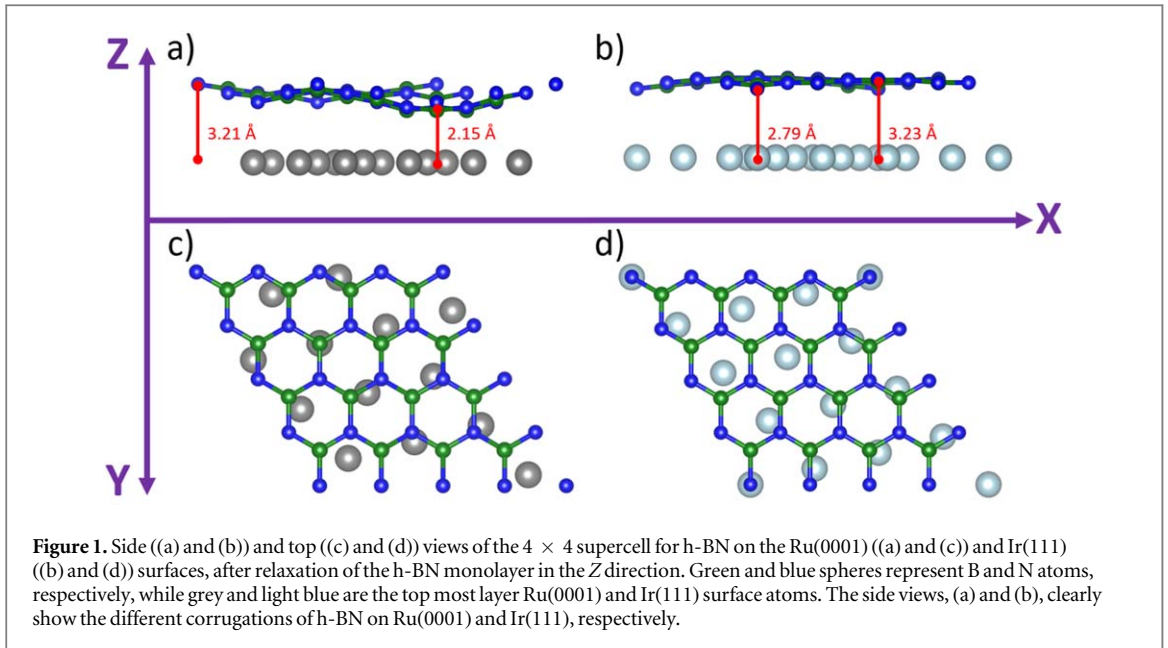 Z
a)
b)
3.21 Å
2.15 Å
2.79 Å
3.23 Å
X
c)
d)
Y
Figure 1. Side ((a) and (b)) and top ((c) and (d)) views of the 4 × 4 supercell for h-BN on the Ru(0001) ((a) and (c)) and Ir(111)
((b) and (d)) surfaces, after relaxation of the h-BN monolayer in the Z direction. Green and blue spheres represent B and N atoms,
respectively, while grey and light blue are the top most layer Ru(0001) and Ir(111) surface atoms. The side views, (a) and (b), clearly
show the different corrugations of h-BN on Ru(0001) and Ir(111), respectively.